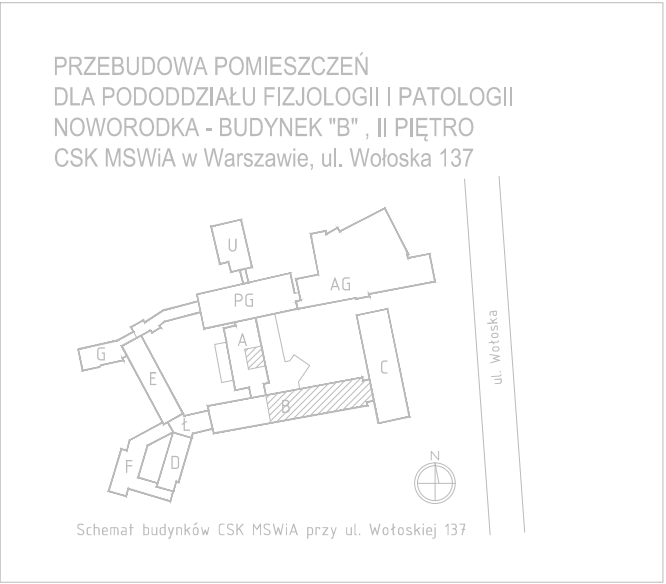 PRZEBUDOWA POMIESZCZEŃ
DLA PODODDZIAŁU FIZJOLOGII I PATOLOGII
NOWORODKA - BUDYNEK "B" , II PIĘTRO
CSK MSWiA w Warszawie, ul. Wołoska 137
U
AG
PG
A
G
E
C
B
Ł
F
D
ul. Wołoska
N
Schemat budynków CSK MSWiA przy ul. Wołoskiej 137